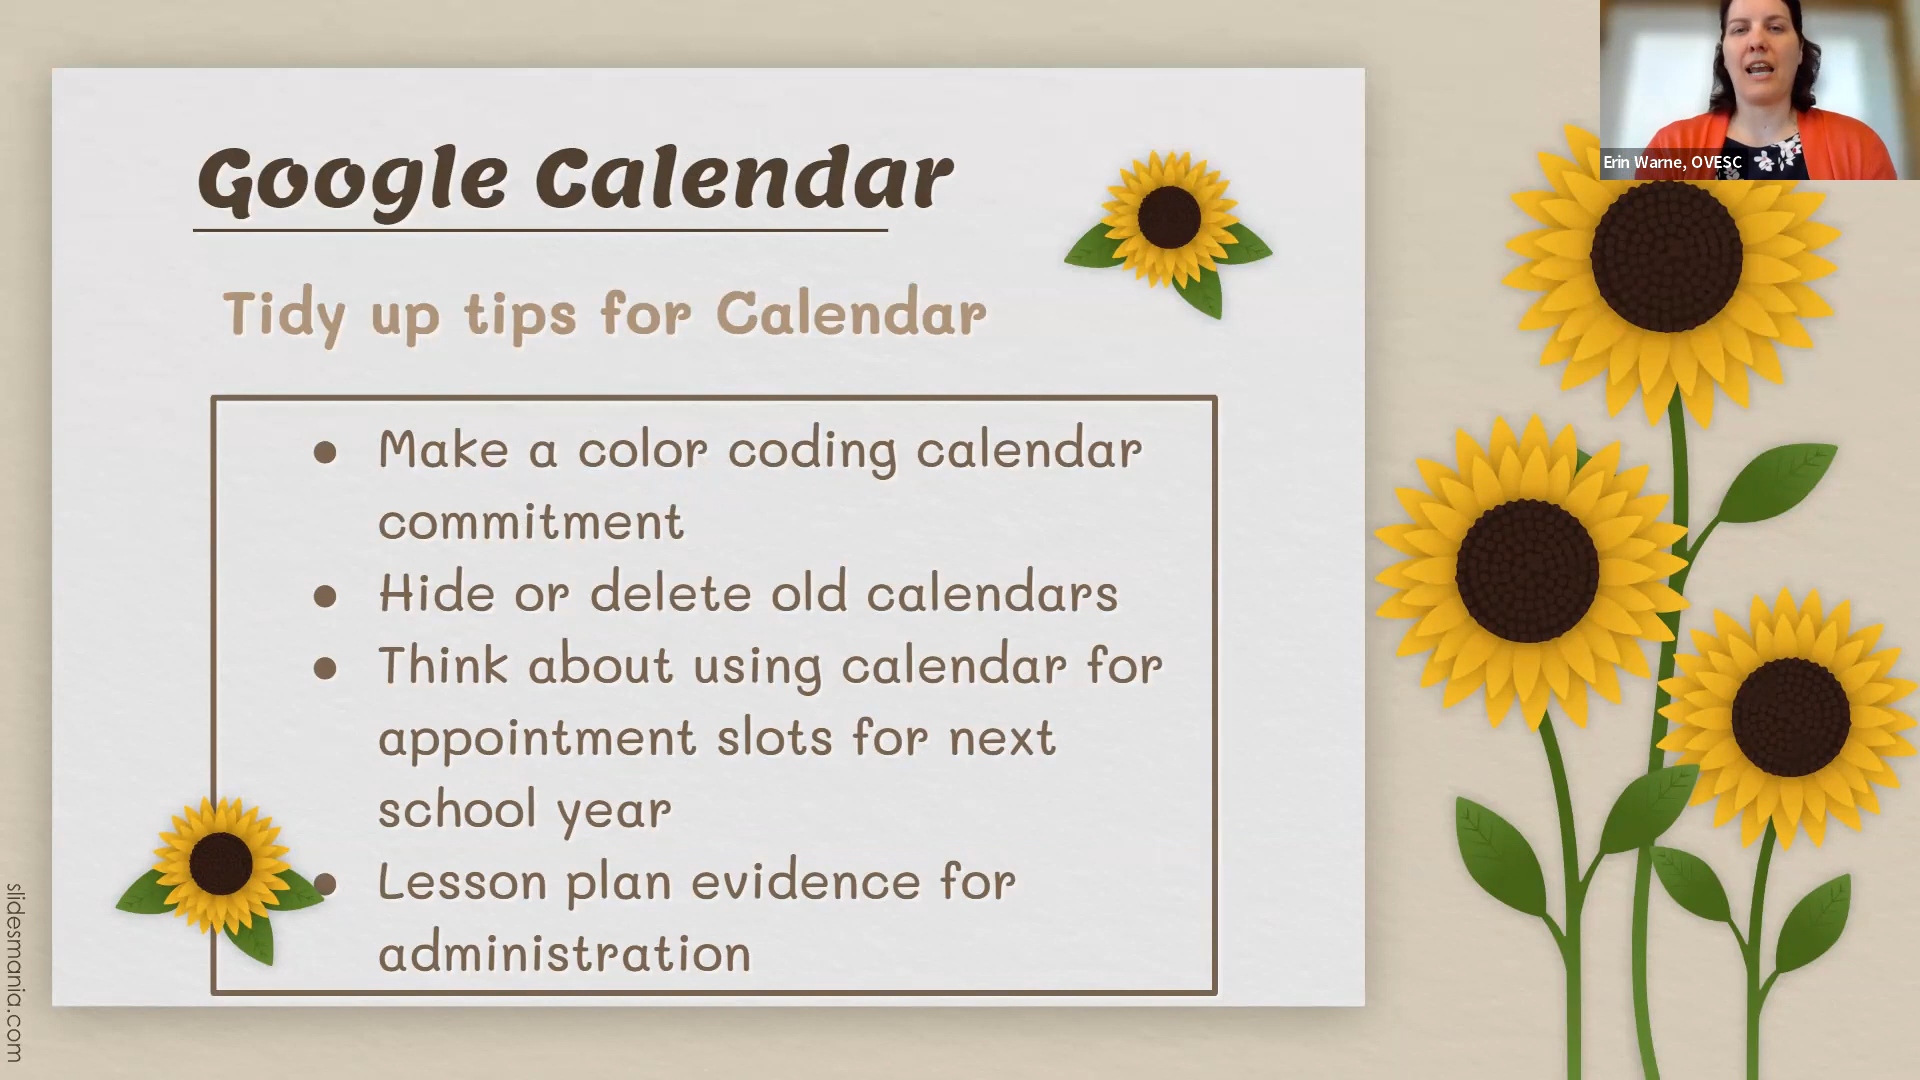 Google Calendar
Tidy up tips for Calendar
● Make a color coding calendar
commitment
● Hide or delete old calendars
● Think about using calendar for
appointment slots for next
school year
● Lesson plan evidence for
administration
Erin Warne, OVESC
slidesmania.com